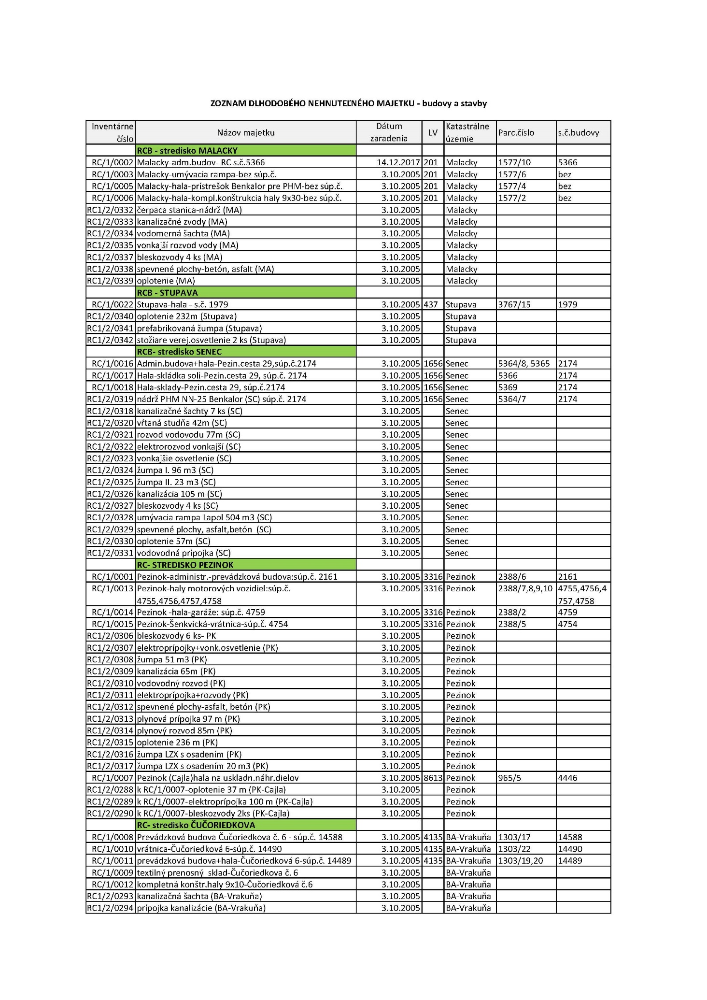 ZOZNAM DLHODOBÉHO NEHNUTEĽNÉHO MAJETKU - budovy a stavby
Inventárne číslo Názov majetku Dátum zaradenia LV Katastrálne územie Parc.číslo s.č.budovy
RCB - stredisko MALACKY
RC/1/0002 Malacky-adm.budov- RC s.č.5366 14.12.2017 201 Malacky 1577/10 5366
RC/1/0003 Malacky-umývacia rampa-bez súp.č. 3.10.2005 201 Malacky 1577/6 bez
RC/1/0005 Malacky-hala-prístrešok Benkalor pre PHM-bez súp.č. 3.10.2005 201 Malacky 1577/4 bez
RC/1/0006 Malacky-hala-kompl.konštrukcia haly 9x30-bez súp.č. 3.10.2005 201 Malacky 1577/2 bez
RC1/2/0332 čerpaca stanica-nádrž (MA) 3.10.2005 Malacky
RC1/2/0333 kanalizačné zvody (MA) 3.10.2005 Malacky
RC1/2/0334 vodomerná šachta (MA) 3.10.2005 Malacky
RC1/2/0335 vonkajší rozvod vody (MA) 3.10.2005 Malacky
RC1/2/0337 bleskozvody 4 ks (MA) 3.10.2005 Malacky
RC1/2/0338 spevnené plochy-betón, asfalt (MA) 3.10.2005 Malacky
RC1/2/0339 oplotenie (MA) 3.10.2005 Malacky
RCB - STUPAVA
RC/1/0022 Stupava-hala - s.č. 1979 3.10.2005 437 Stupava 3767/15 1979
RC1/2/0340 oplotenie 232m (Stupava) 3.10.2005 Stupava
RC1/2/0341 prefabrikovaná žumpa (Stupava) 3.10.2005 Stupava
RC1/2/0342 stožiare verej.osvetlenie 2 ks (Stupava) 3.10.2005 Stupava
RCB- stredisko SENEC
RC/1/0016 Admin.budova+hala-Pezin.cesta 29,súp.č.2174 3.10.2005 1656 Senec 5364/8, 5365 2174
RC/1/0017 Hala-skládka soli-Pezin.cesta 29, súp.č. 2174 3.10.2005 1656 Senec 5366 2174
RC/1/0018 Hala-sklady-Pezin.cesta 29, súp.č.2174 3.10.2005 1656 Senec 5369 2174
RC1/2/0319 nádrž PHM NN-25 Benkalor (SC) súp.č. 2174 3.10.2005 1656 Senec 5364/7 2174
RC1/2/0318 kanalizačné šachty 7 ks (SC) 3.10.2005 Senec
RC1/2/0320 vŕtaná studňa 42m (SC) 3.10.2005 Senec
RC1/2/0321 rozvod vodovodu 77m (SC) 3.10.2005 Senec
RC1/2/0322 elektrorozvod vonkajší (SC) 3.10.2005 Senec
RC1/2/0323 vonkajšie osvetlenie (SC) 3.10.2005 Senec
RC1/2/0324 žumpa I. 96 m3 (SC) 3.10.2005 Senec
RC1/2/0325 žumpa II. 23 m3 (SC) 3.10.2005 Senec
RC1/2/0326 kanalizácia 105 m (SC) 3.10.2005 Senec
RC1/2/0327 bleskozvody 4 ks (SC) 3.10.2005 Senec
RC1/2/0328 umývacia rampa Lapol 504 m3 (SC) 3.10.2005 Senec
RC1/2/0329 spevnené plochy, asfalt,betón (SC) 3.10.2005 Senec
RC1/2/0330 oplotenie 57m (SC) 3.10.2005 Senec
RC1/2/0331 vodovodná prípojka (SC) 3.10.2005 Senec
RC- STREDISKO PEZINOK
RC/1/0001 Pezinok-administr.-prevádzková budova:súp.č. 2161 3.10.2005 3316 Pezinok 2388/6 2161
RC/1/0013 Pezinok-haly motorových vozidiel:súp.č. 3.10.2005 3316 Pezinok 2388/7,8,9,10 4755,4756,4
4755,4756,4757,4758 757,4758
RC/1/0014 Pezinok -hala-garáže: súp.č. 4759 3.10.2005 3316 Pezinok 2388/2 4759
RC/1/0015 Pezinok-Šenkvická-vrátnica-súp.č. 4754 3.10.2005 3316 Pezinok 2388/5 4754
RC1/2/0306 bleskozvody 6 ks- PK 3.10.2005 Pezinok
RC1/2/0307 elektroprípojky+vonk.osvetlenie (PK) 3.10.2005 Pezinok
RC1/2/0308 žumpa 51 m3 (PK) 3.10.2005 Pezinok
RC1/2/0309 kanalizácia 65m (PK) 3.10.2005 Pezinok
RC1/2/0310 vodovodný rozvod (PK) 3.10.2005 Pezinok
RC1/2/0311 elektroprípojka+rozvody (PK) 3.10.2005 Pezinok
RC1/2/0312 spevnené plochy-asfalt, betón (PK) 3.10.2005 Pezinok
RC1/2/0313 plynová prípojka 97 m (PK) 3.10.2005 Pezinok
RC1/2/0314 plynový rozvod 85m (PK) 3.10.2005 Pezinok
RC1/2/0315 oplotenie 236 m (PK) 3.10.2005 Pezinok
RC1/2/0316 žumpa LZX s osadením (PK) 3.10.2005 Pezinok
RC1/2/0317 žumpa LZX s osadením 20 m3 (PK) 3.10.2005 Pezinok
RC/1/0007 Pezinok (Cajla)hala na uskladn.náhr.dielov 3.10.2005 8613 Pezinok 965/5 4446
RC1/2/0288 k RC/1/0007-oplotenie 37 m (PK-Cajla) 3.10.2005 Pezinok
RC1/2/0289 k RC/1/0007-elektroprípojka 100 m (PK-Cajla) 3.10.2005 Pezinok
RC1/2/0290 k RC/1/0007-bleskozvody 2ks (PK-Cajla) 3.10.2005 Pezinok
RC- stredisko ČUČORIEDKOVA
RC/1/0008 Prevádzková budova Čučoriedkova č. 6 - súp.č. 14588 3.10.2005 4135 BA-Vrakuňa 1303/17 14588
RC/1/0010 vrátnica-Čučoriedková 6-súp.č. 14490 3.10.2005 4135 BA-Vrakuňa 1303/22 14490
RC/1/0011 prevádzková budova+hala-Čučoriedková 6-súp.č. 14489 3.10.2005 4135 BA-Vrakuňa 1303/19,20 14489
RC/1/0009 textilný prenosný sklad-Čučoriedkova č. 6 3.10.2005 BA-Vrakuňa
RC/1/0012 kompletná konštr.haly 9x10-Čučoriedková č.6 3.10.2005 BA-Vrakuňa
RC1/2/0293 kanalizačná šachta (BA-Vrakuňa) 3.10.2005 BA-Vrakuňa
RC1/2/0294 prípojka kanalizácie (BA-Vrakuňa) 3.10.2005 BA-Vrakuňa